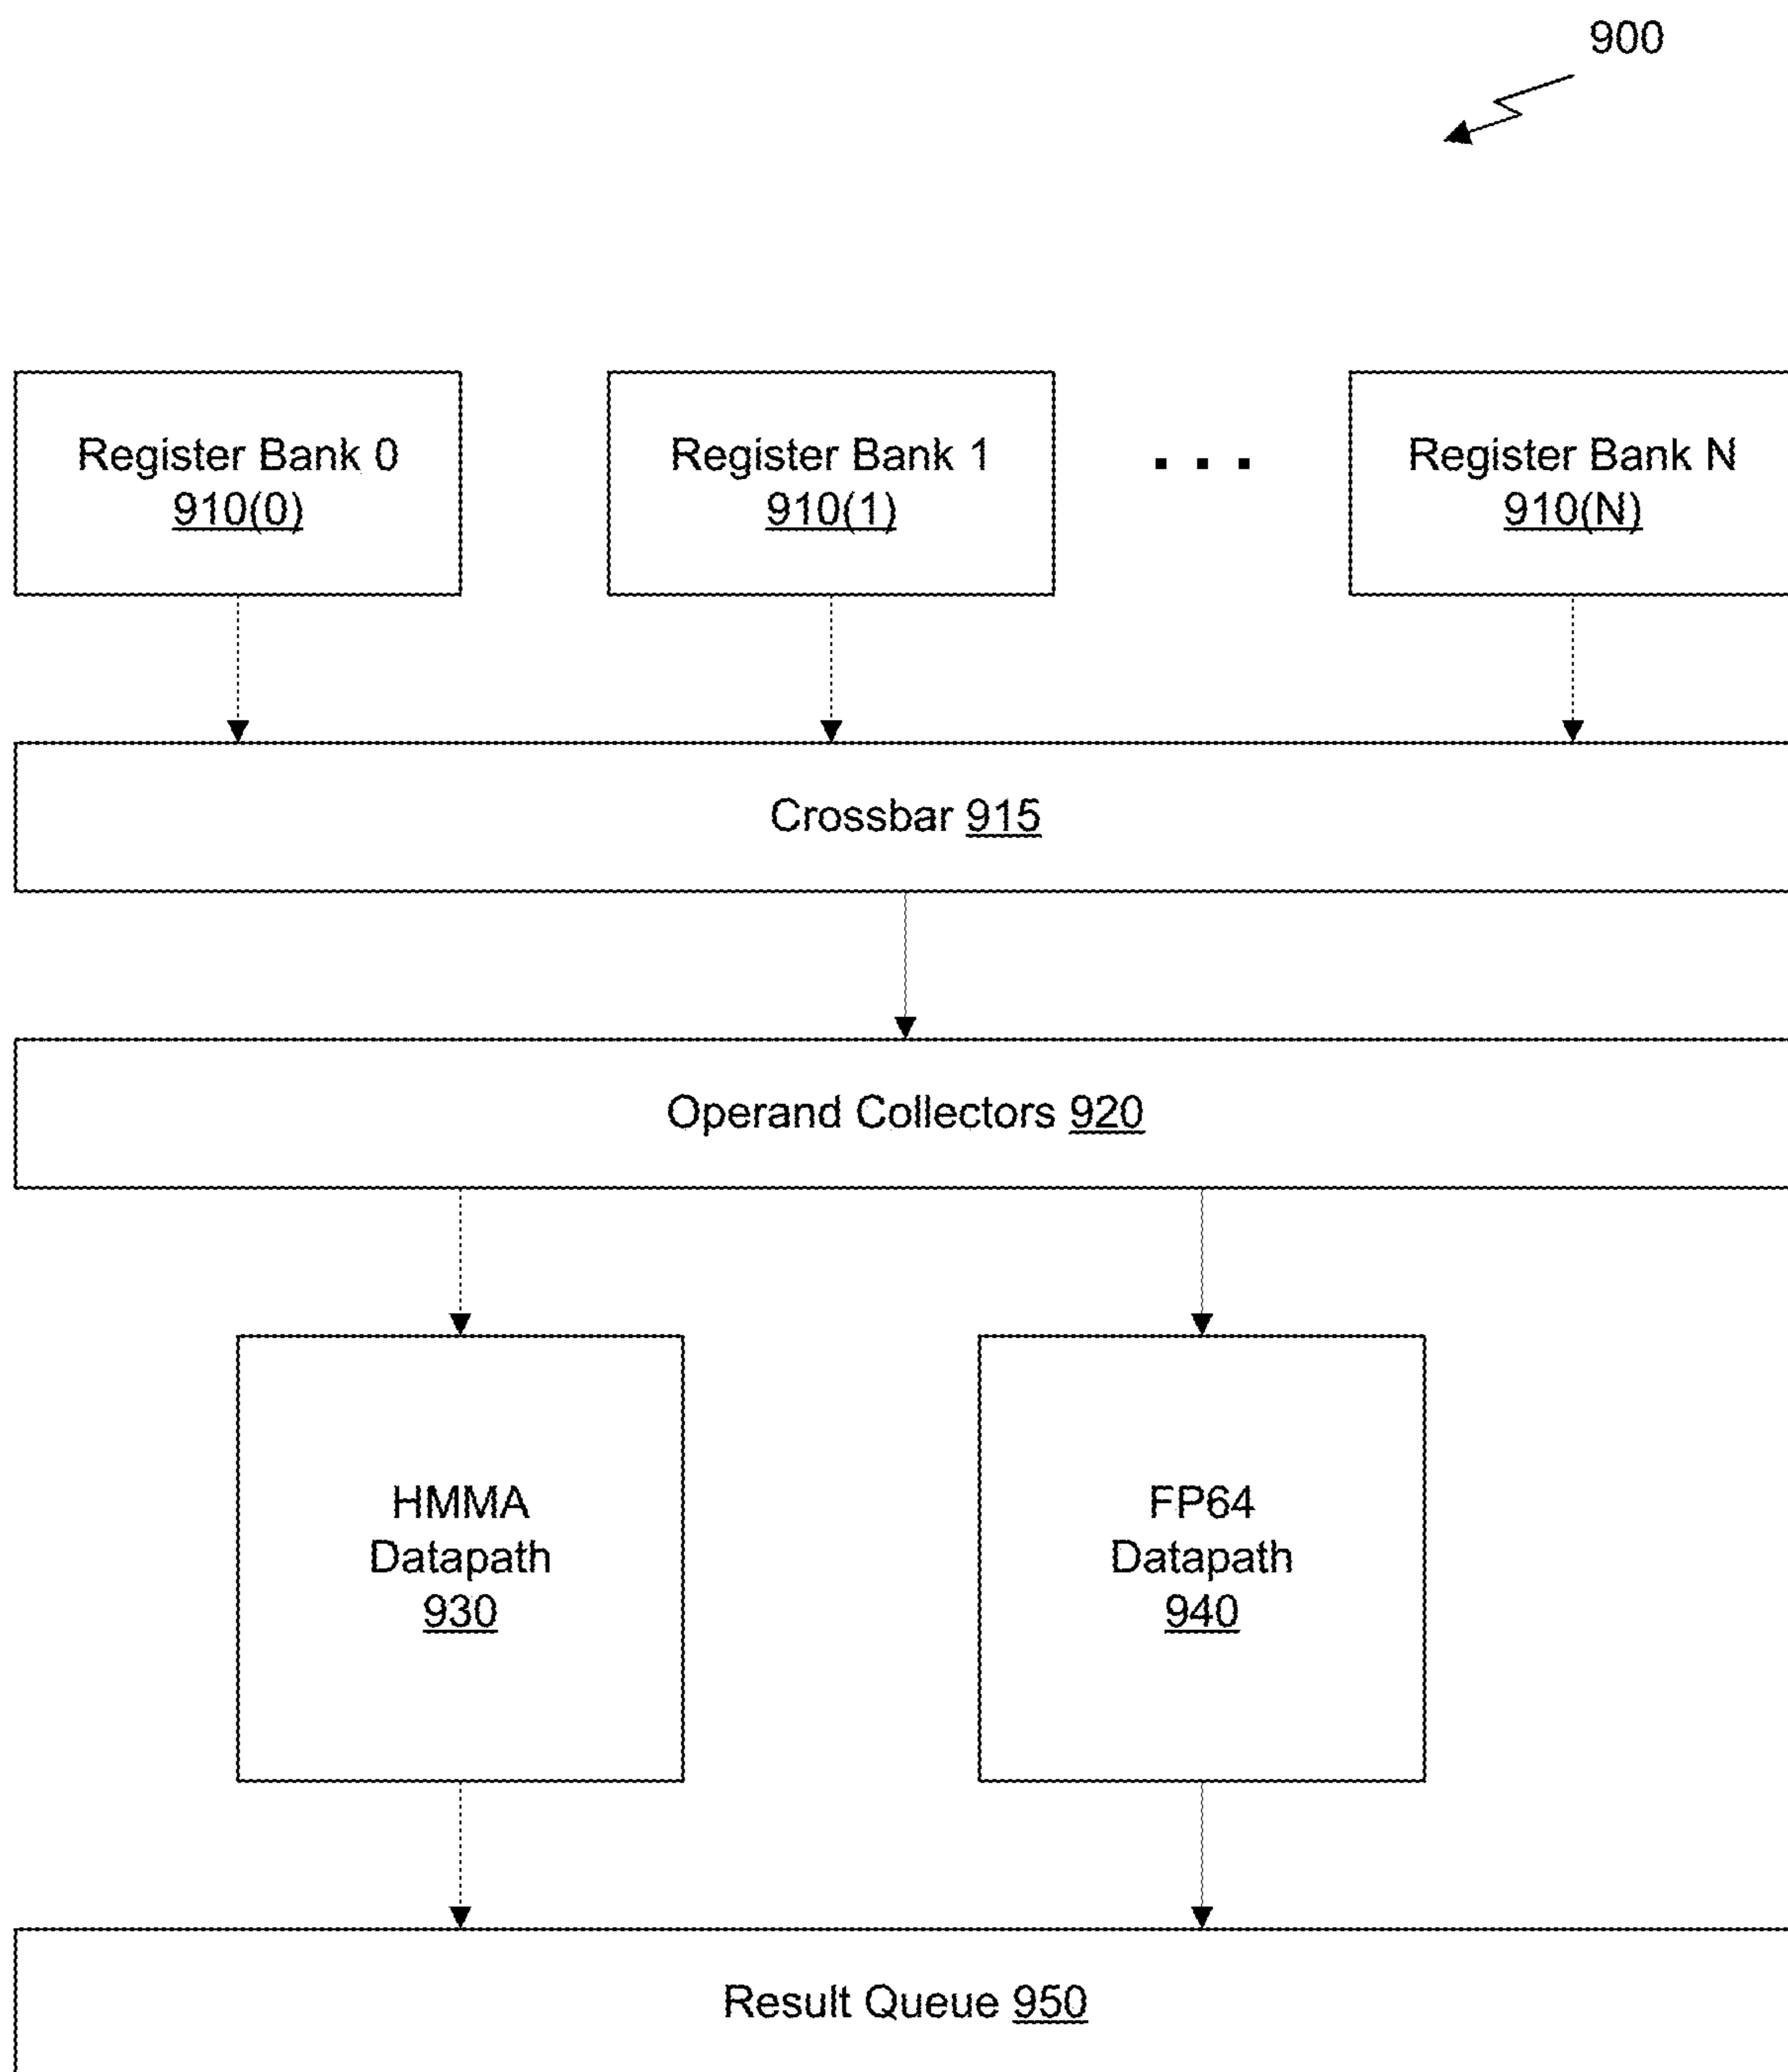 900
Register Bank 0
910(0)
Register Bank 1
910(1)
. . .
Register Bank N
910(N)
Crossbar 915
Operand Collectors 920
HMMA
Datapath
930
FP64
Datapath
940
Result Queue 950